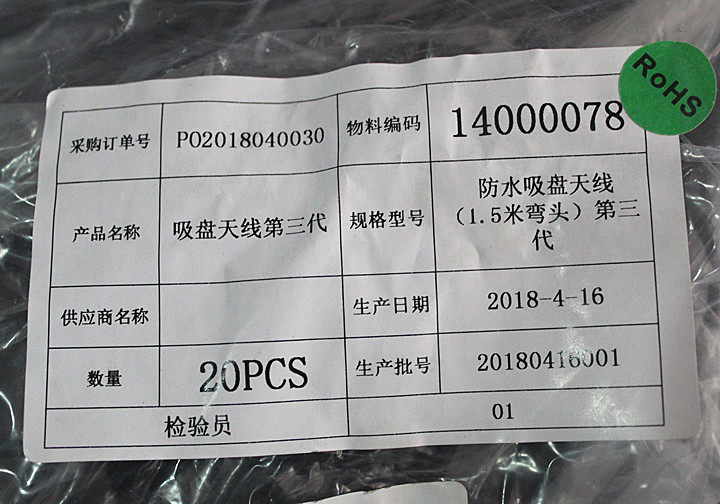 RoHS
采购订单号 PO2018040030 物料编码 14000078
产品名称 吸盘天线第三代 规格型号 防水吸盘天线
（1.5米弯头）第三
代
供应商名称 生产日期 2018-4-16
数量 20PCS 生产批号 20180416001
检验员 01